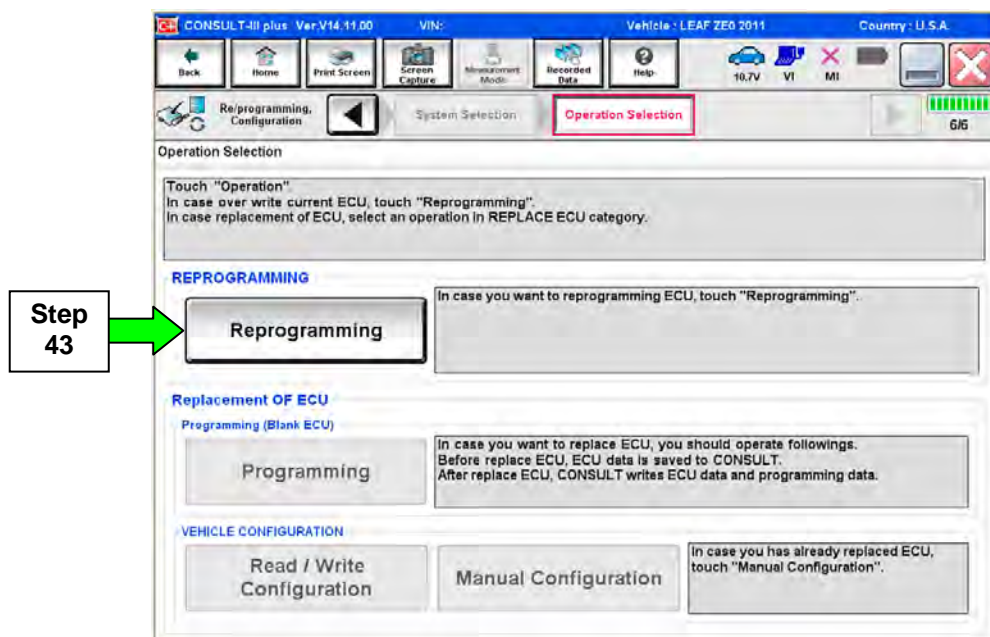 C+ CONSULT-III plus Ver.V14.11.00 VIN: Vehicle : LEAF ZE0 2011 Country : U.S.A.
Back
Home
Print Screen
Screen
Capture
Measurement
Mode
Recorded
Data
Help
10.7V
VI
MI
Re/programming,
Configuration
System Selection
Operation Selection
6/6
Operation Selection
Touch "Operation".
In case over write current ECU, touch "Reprogramming".
In case replacement of ECU, select an operation in REPLACE ECU category.
REPROGRAMMING
Step
43
Reprogramming
In case you want to reprogramming ECU, touch "Reprogramming".
Replacement OF ECU
Programming (Blank ECU)
Programming
In case you want to replace ECU, you should operate followings.
Before replace ECU, ECU data is saved to CONSULT.
After replace ECU, CONSULT writes ECU data and programming data.
VEHICLE CONFIGURATION
Read / Write
Configuration
Manual Configuration
In case you has already replaced ECU,
touch "Manual Configuration".